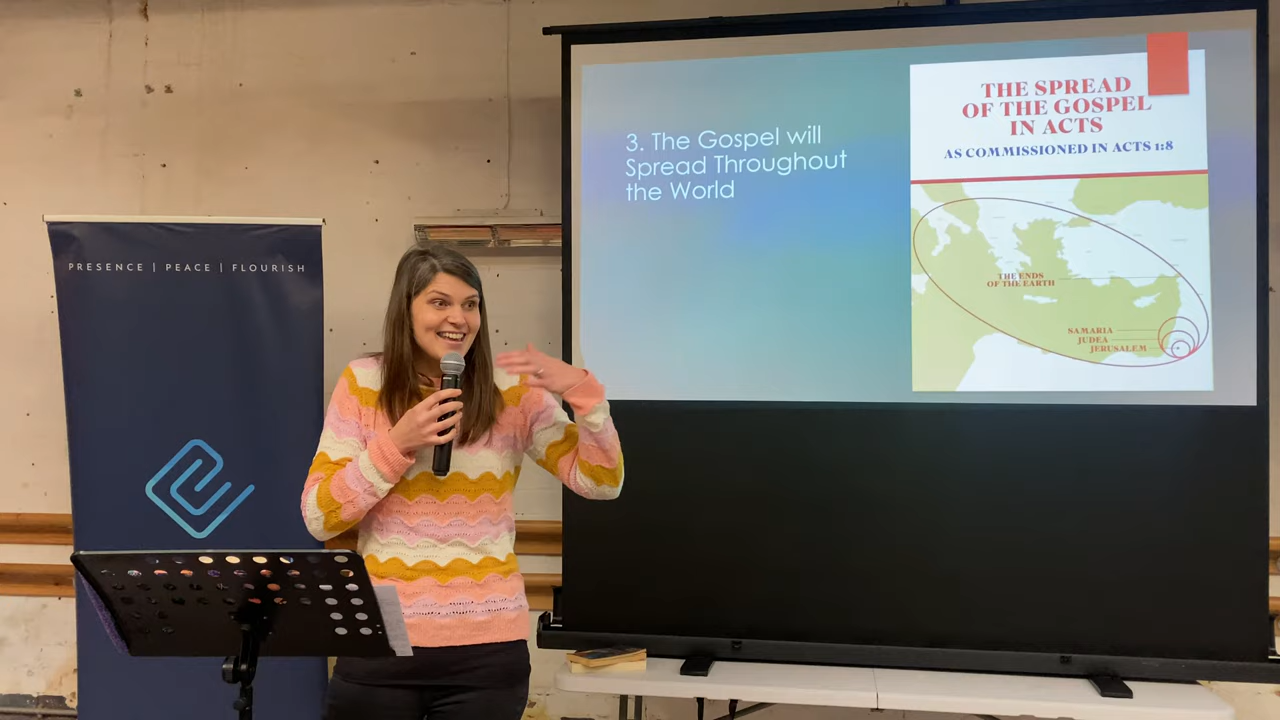 PRESENCE | PEACE | FLOURISH
3. The Gospel will
Spread Throughout
the World
THE SPREAD
OF THE GOSPEL
IN ACTS
AS COMMISSIONED IN ACTS 1:8
THE ENDS
OF THE EARTH
SAMARIA
JUDEA
JERUSALEM